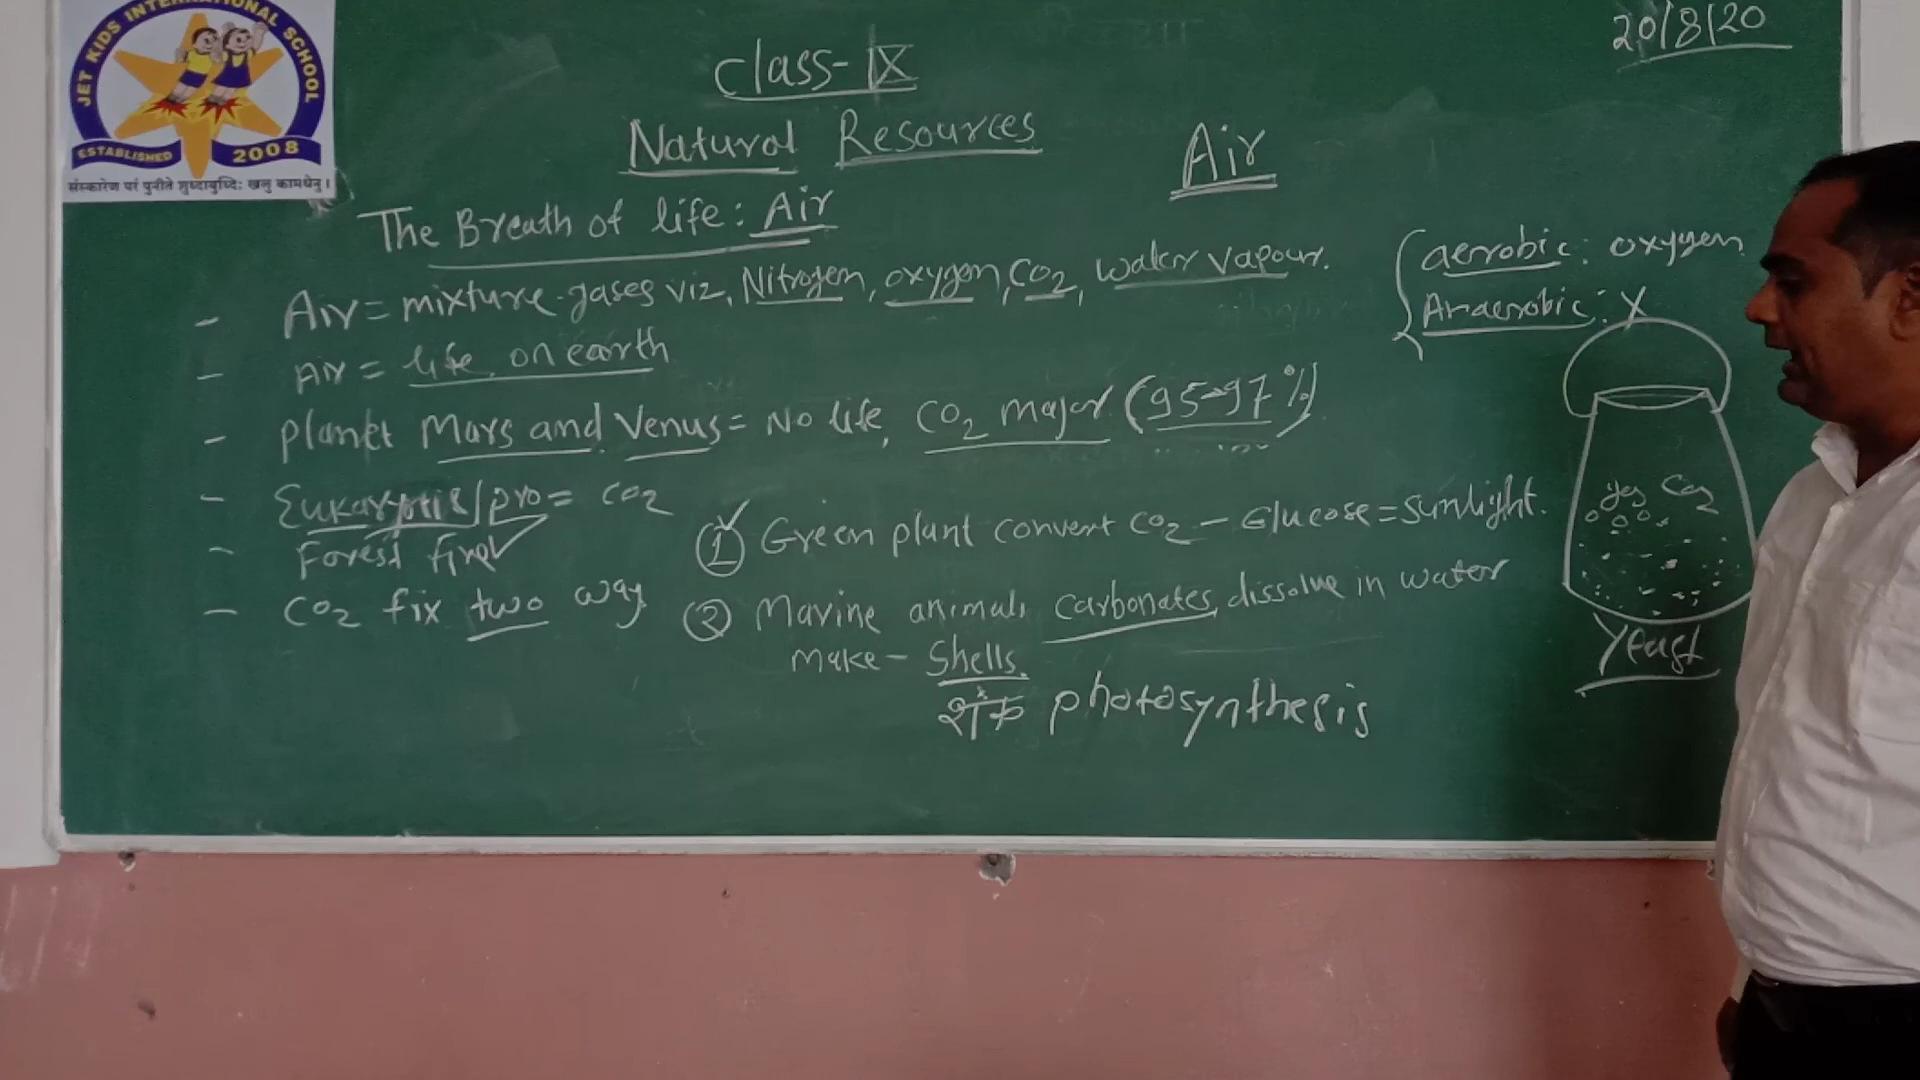 JET KIDS INTERNATIONAL SCHOOL
ESTABLISHED 2008
संस्कारेण परं पुनीते शुध्दाबुध्दिः खलु कामधेनु।
20/8/20
Class-IX
Natural Resources
Air
The Breath of life: Air
- Air = mixture gases viz, Nitrogen, oxygen, CO2, water vapour.
- Air = life on earth
- planet Mars and Venus = No life, CO2 major (95-97%)
- Eukaryotis/pro = CO2
- Forest fire
- CO2 fix two way
① Green plant convert CO2 - Glucose = sunlight.
② Marine animals carbonates dissolve in water
make - Shells.
शंक photosynthesis
aerobic: oxygen
Anaerobic: X
CO2
Yeast